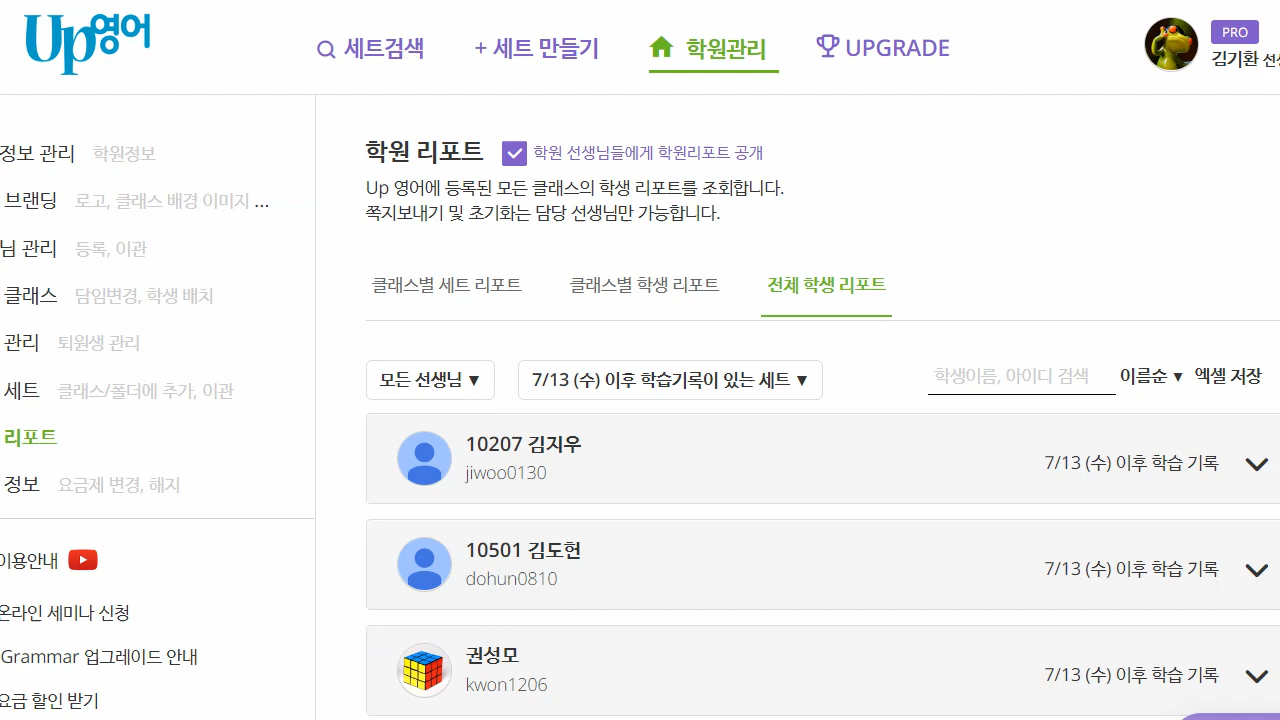 Up영어
세트검색
+ 세트 만들기
학원관리
UPGRADE
PRO
김기환 선생
정보 관리 학원정보
브랜딩 로고, 클래스 배경 이미지 ...
님 관리 등록, 이관
클래스 담임변경, 학생 배치
관리 퇴원생 관리
세트 클래스/폴더에 추가, 이관
리포트
정보 요금제 변경, 해지
이용안내
온라인 세미나 신청
Grammar 업그레이드 안내
요금 할인 받기
학원 리포트
학원 선생님들에게 학원리포트 공개
Up 영어에 등록된 모든 클래스의 학생 리포트를 조회합니다.
쪽지보내기 및 초기화는 담당 선생님만 가능합니다.
클래스별 세트 리포트
클래스별 학생 리포트
전체 학생 리포트
모든 선생님 ▼
7/13 (수) 이후 학습기록이 있는 세트 ▼
학생이름, 아이디 검색
이름순 ▼
엑셀 저장
10207 김지우
jiwoo0130
7/13 (수) 이후 학습 기록
10501 김도헌
dohun0810
7/13 (수) 이후 학습 기록
권성모
kwon1206
7/13 (수) 이후 학습 기록